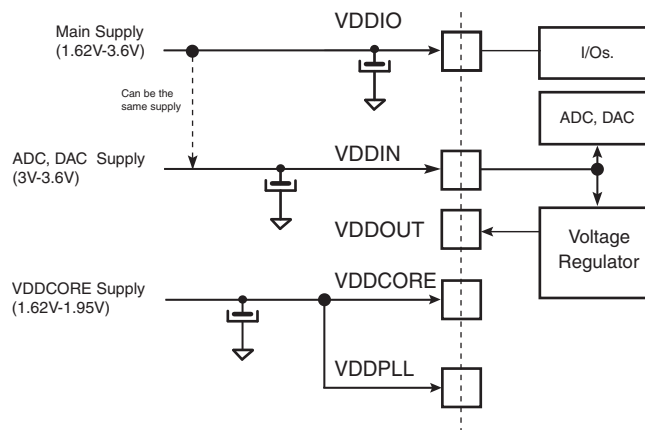 Main Supply
(1.62V-3.6V)
VDDIO
I/Os.
Can be the
same supply
ADC, DAC
ADC, DAC Supply
(3V-3.6V)
VDDIN
VDDOUT
Voltage
Regulator
VDDCORE Supply
(1.62V-1.95V)
VDDCORE
VDDPLL